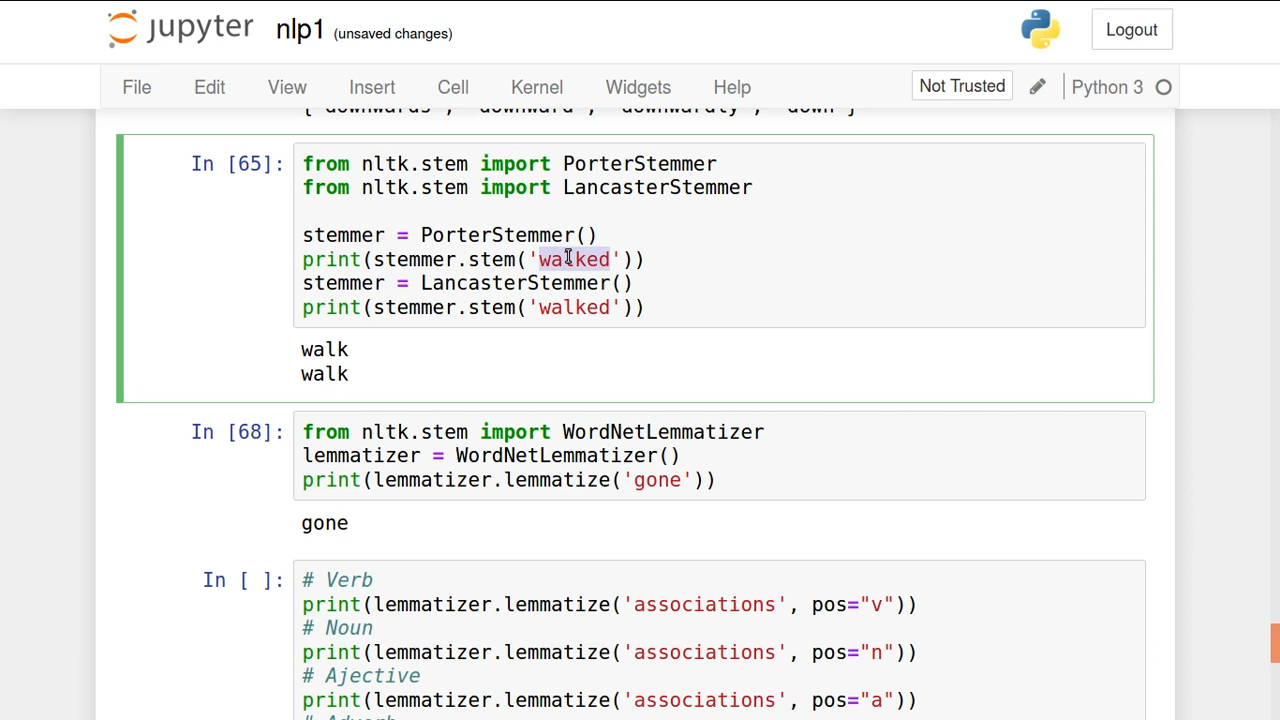 jupyter nlp1 (unsaved changes) Logout
File Edit View Insert Cell Kernel Widgets Help Not Trusted Python 3
{'downwards', 'downward', 'downwardly', 'down'}
In [65]: from nltk.stem import PorterStemmer
from nltk.stem import LancasterStemmer
stemmer = PorterStemmer()
print(stemmer.stem('walked'))
stemmer = LancasterStemmer()
print(stemmer.stem('walked'))
walk
walk
In [68]: from nltk.stem import WordNetLemmatizer
lemmatizer = WordNetLemmatizer()
print(lemmatizer.lemmatize('gone'))
gone
In [ ]: # Verb
print(lemmatizer.lemmatize('associations', pos="v"))
# Noun
print(lemmatizer.lemmatize('associations', pos="n"))
# Ajective
print(lemmatizer.lemmatize('associations', pos="a"))
# Adverb